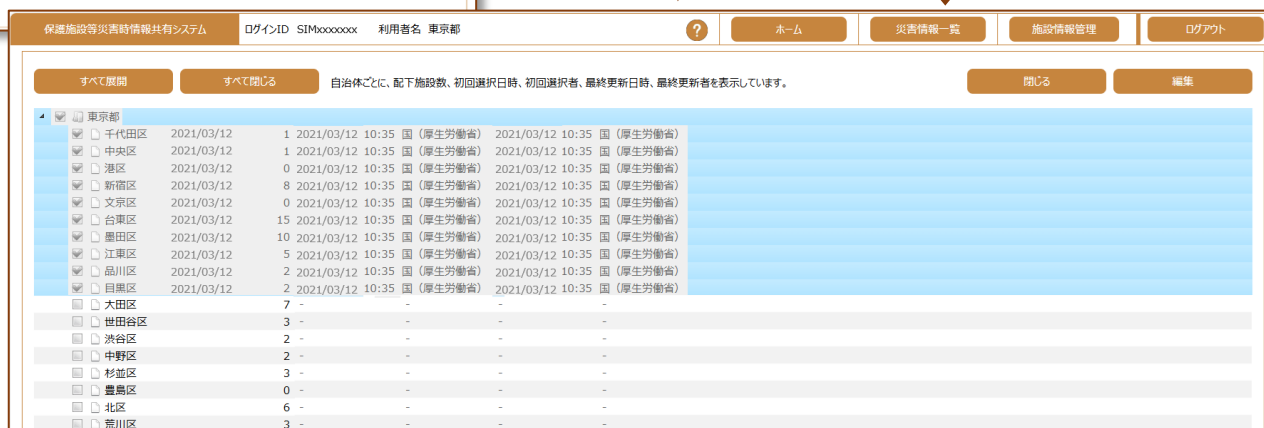 保護施設等災害時情報共有システム ログインID SIMxxxxxxx 利用者名 東京都 ? ホーム 災害情報一覧 施設情報管理 ログアウト
すべて展開 すべて閉じる 自治体ごとに、配下施設数、初回選択日時、初回選択者、最終更新日時、最終更新者を表示しています。 閉じる 編集
東京都
千代田区 2021/03/12 1 2021/03/12 10:35 国（厚生労働省） 2021/03/12 10:35 国（厚生労働省）
中央区 2021/03/12 1 2021/03/12 10:35 国（厚生労働省） 2021/03/12 10:35 国（厚生労働省）
港区 2021/03/12 0 2021/03/12 10:35 国（厚生労働省） 2021/03/12 10:35 国（厚生労働省）
新宿区 2021/03/12 8 2021/03/12 10:35 国（厚生労働省） 2021/03/12 10:35 国（厚生労働省）
文京区 2021/03/12 0 2021/03/12 10:35 国（厚生労働省） 2021/03/12 10:35 国（厚生労働省）
台東区 2021/03/12 15 2021/03/12 10:35 国（厚生労働省） 2021/03/12 10:35 国（厚生労働省）
墨田区 2021/03/12 10 2021/03/12 10:35 国（厚生労働省） 2021/03/12 10:35 国（厚生労働省）
江東区 2021/03/12 5 2021/03/12 10:35 国（厚生労働省） 2021/03/12 10:35 国（厚生労働省）
品川区 2021/03/12 2 2021/03/12 10:35 国（厚生労働省） 2021/03/12 10:35 国（厚生労働省）
目黒区 2021/03/12 2 2021/03/12 10:35 国（厚生労働省） 2021/03/12 10:35 国（厚生労働省）
大田区 7 - - - -
世田谷区 3 - - - -
渋谷区 2 - - - -
中野区 2 - - - -
杉並区 3 - - - -
豊島区 0 - - - -
北区 6 - - - -
荒川区 3 - - - -